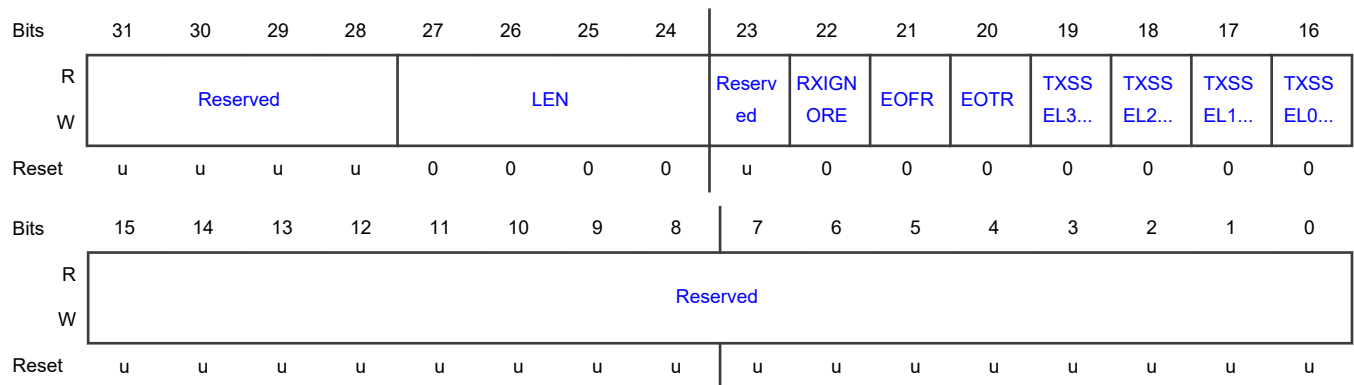 Bits 31 30 29 28 27 26 25 24 23 22 21 20 19 18 17 16
R
W
Reserved LEN Reserv
ed RXIGN
ORE EOFR EOTR TXSS
EL3... TXSS
EL2... TXSS
EL1... TXSS
EL0...
Reset u u u u 0 0 0 0 u 0 0 0 0 0 0 0
Bits 15 14 13 12 11 10 9 8 7 6 5 4 3 2 1 0
R
W
Reserved
Reset u u u u u u u u u u u u u u u u